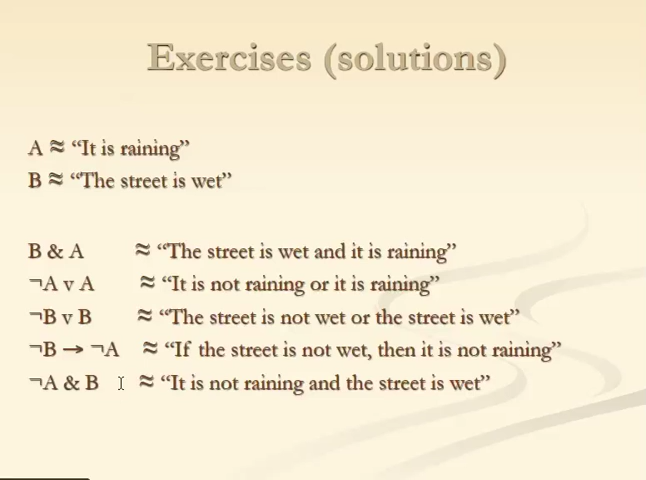 Exercises (solutions)
A ≈ “It is raining”
B ≈ “The street is wet”
B & A ≈ “The street is wet and it is raining”
¬A v A ≈ “It is not raining or it is raining”
¬B v B ≈ “The street is not wet or the street is wet”
¬B → ¬A ≈ “If the street is not wet, then it is not raining”
¬A & B ≈ “It is not raining and the street is wet”